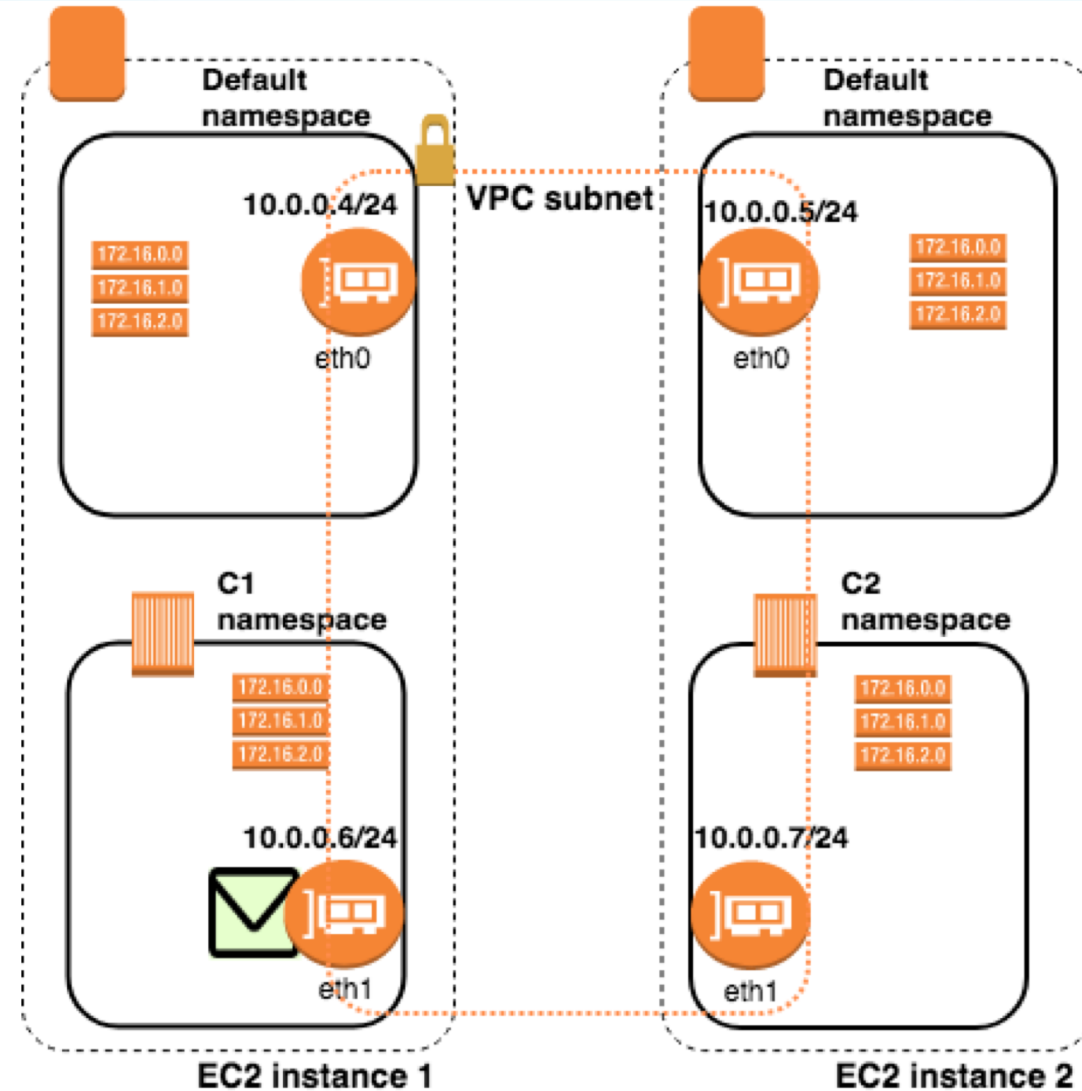 Default
namespace
10.0.0.4/24
172.16.0.0
172.16.1.0
172.16.2.0
eth0
VPC subnet
Default
namespace
10.0.0.5/24
172.16.0.0
172.16.1.0
172.16.2.0
eth0
C1
namespace
172.16.0.0
172.16.1.0
172.16.2.0
10.0.0.6/24
eth1
EC2 instance 1
C2
namespace
172.16.0.0
172.16.1.0
172.16.2.0
10.0.0.7/24
eth1
EC2 instance 2